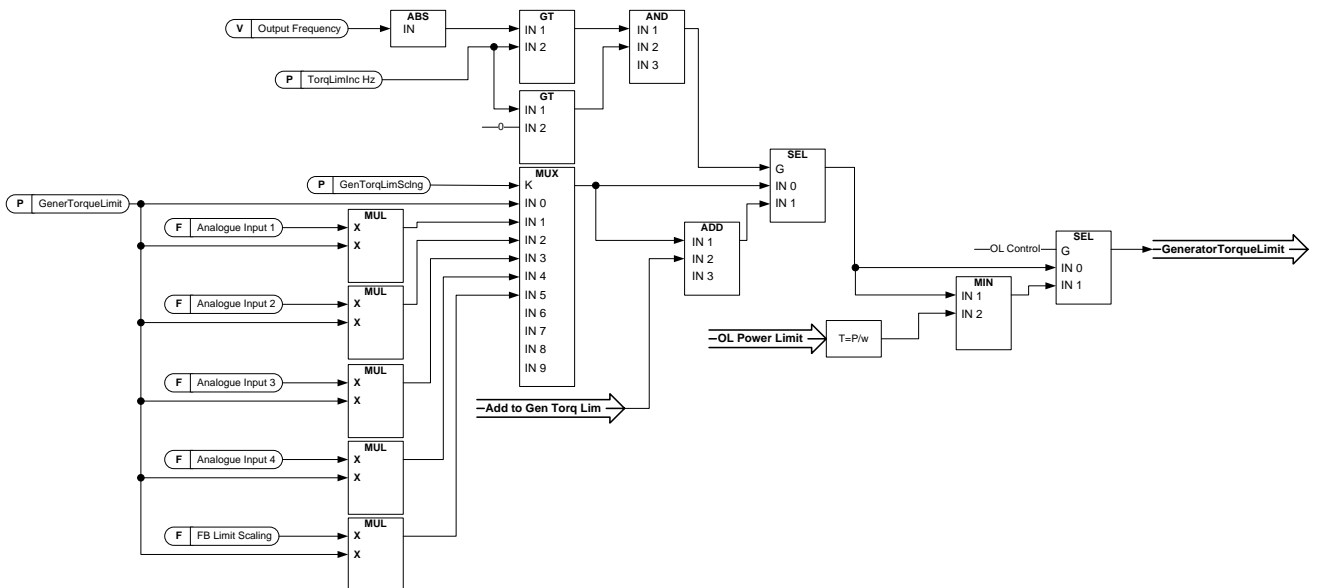 ABS
V Output Frequency
IN
GT
IN 1
IN 2
AND
IN 1
IN 2
IN 3
P TorqLimInc Hz
GT
IN 1
0
IN 2
P GenTorqLimSclng
MUX
K
IN 0
IN 1
IN 2
IN 3
IN 4
IN 5
IN 6
IN 7
IN 8
IN 9
P GenerTorqueLimit
F Analogue Input 1
MUL
X
X
F Analogue Input 2
MUL
X
X
F Analogue Input 3
MUL
X
X
F Analogue Input 4
MUL
X
X
F FB Limit Scaling
MUL
X
X
Add to Gen Torq Lim
ADD
IN 1
IN 2
IN 3
SEL
G
IN 0
IN 1
OL Power Limit
T=P/w
MIN
IN 1
IN 2
OL Control
SEL
G
IN 0
IN 1
GeneratorTorqueLimit